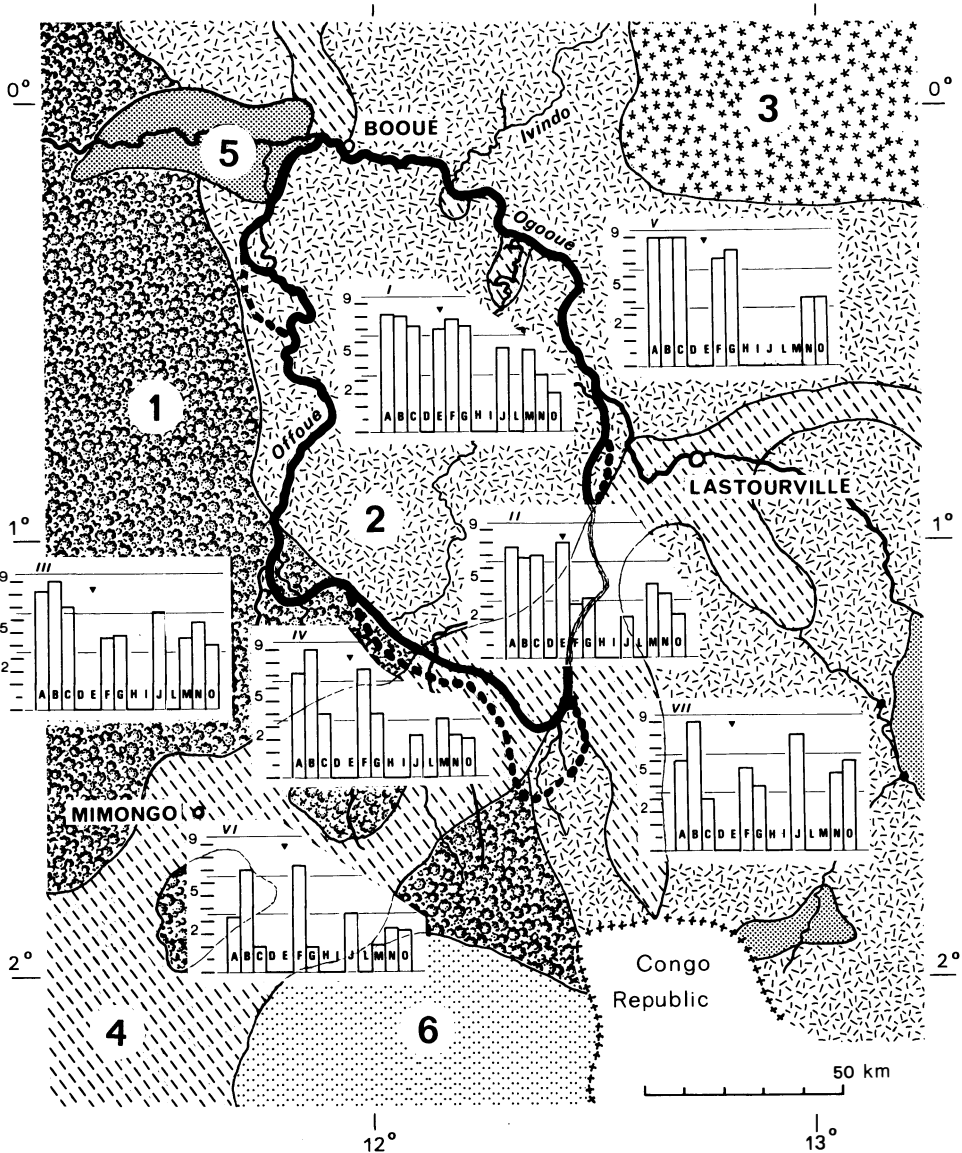 0°
0°
3
BOOUÉ
Ivindo
5
Ogooué
V
9
5
2
A B C D E F G H I J L M N O
I
9
5
2
A B C D E F G H I J L M N O
1
Offoué
LASTOURVILLE
2
1°
1°
II
9
5
2
A B C D E F G H I J L M N O
III
9
5
2
A B C D E F G H I J L M N O
IV
9
5
2
A B C D E F G H I J L M N O
VII
9
5
2
A B C D E F G H I J L M N O
MIMONGO
VI
9
5
2
A B C D E F G H I J L M N O
2°
2°
Congo
Republic
4
6
50 km
12°
13°